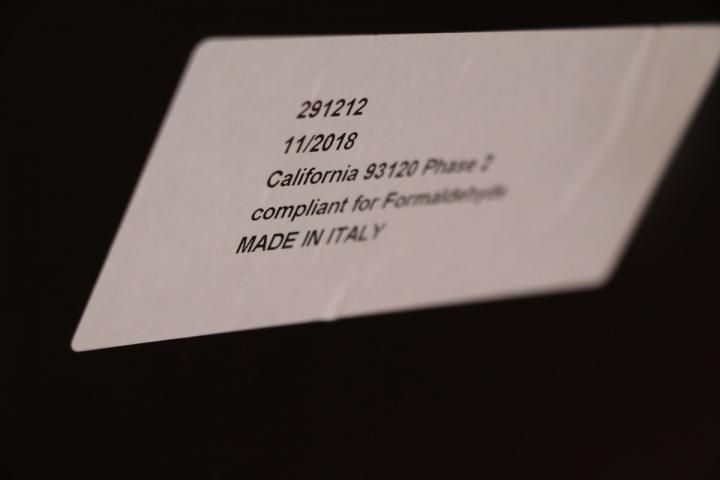 291212
11/2018
California 93120 Phase 2
compliant for Formaldehyde
MADE IN ITALY